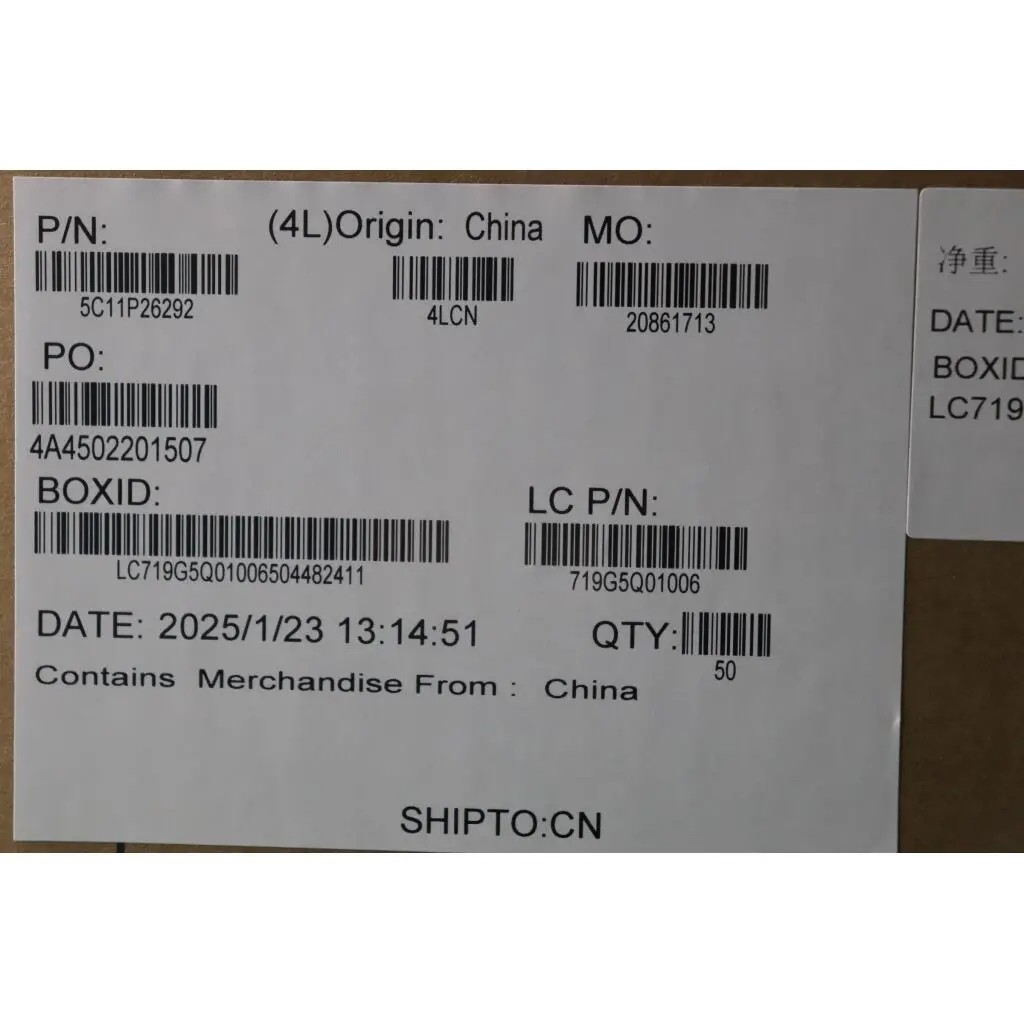 P/N: (4L)Origin: China MO:
5C11P26292 4LCN 20861713
PO:
4A4502201507
BOXID: LC P/N:
LC719G5Q01006504482411 719G5Q01006
DATE: 2025/1/23 13:14:51 QTY:
50
Contains Merchandise From : China
SHIPTO:CN
净重:
DATE:
BOXID
LC719